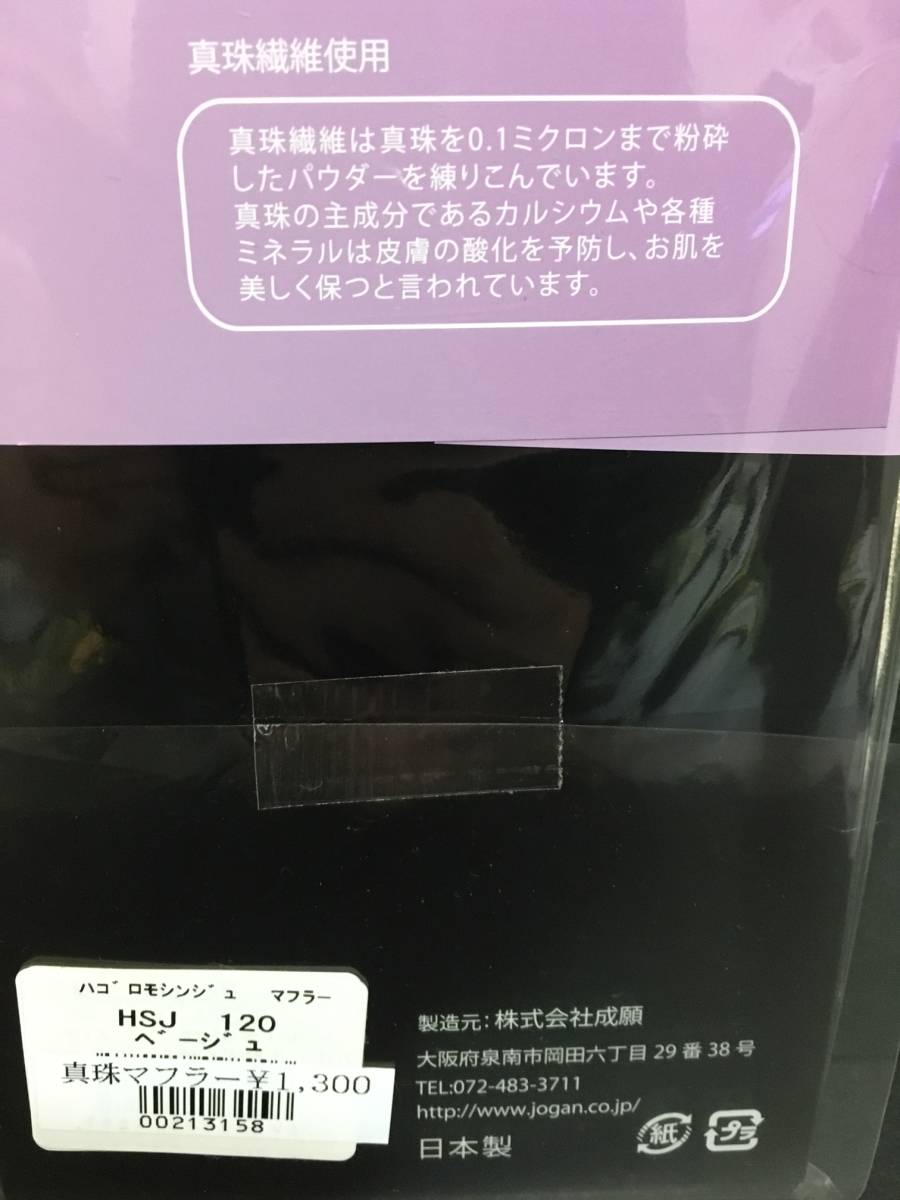 真珠繊維使用
真珠繊維は真珠を0.1ミクロンまで粉砕
したパウダーを練りこんでいます。
真珠の主成分であるカルシウムや各種
ミネラルは皮膚の酸化を予防し、お肌を
美しく保つと言われています。
ハゴロモシンジュ マフラー
HSJ 120
ベージュ
真珠マフラー¥1,300
00213158
製造元:株式会社成願
大阪府泉南市岡田六丁目29番38号
TEL:072-483-3711
http://www.jogan.co.jp/
日本製
紙 プラ